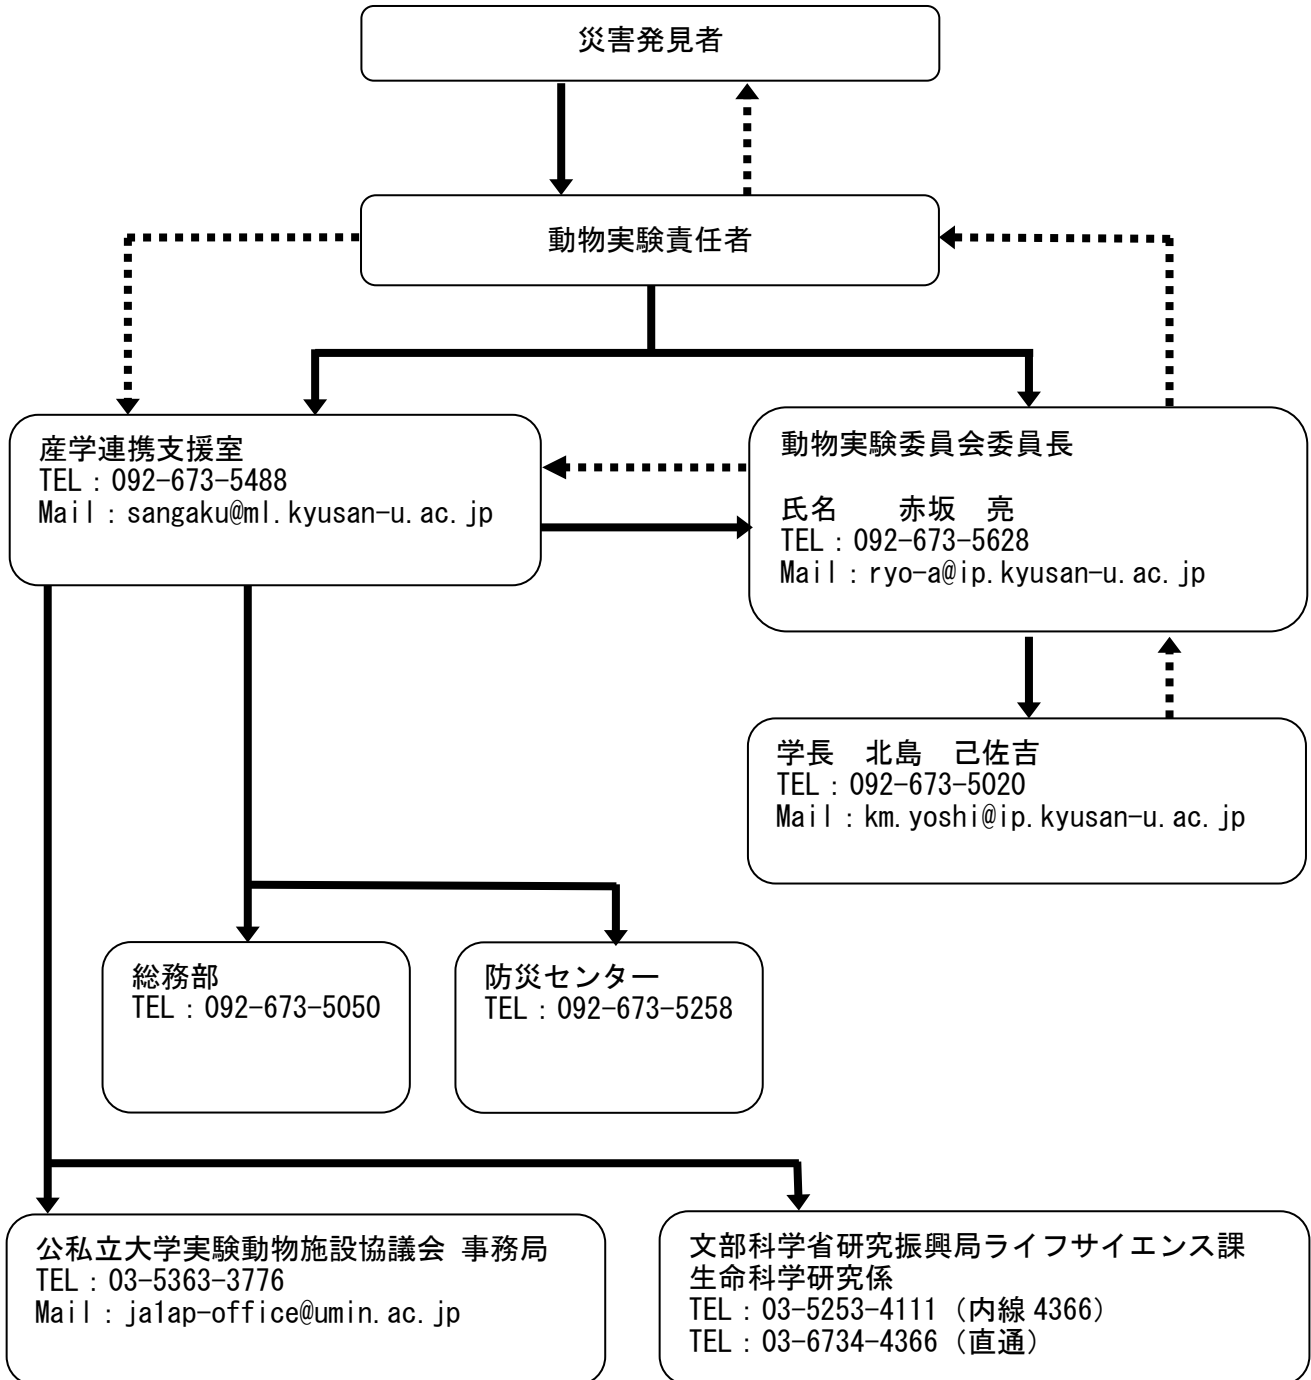 災害発見者
動物実験責任者
産学連携支援室
TEL：092-673-5488
Mail：sangaku@ml.kyusan-u.ac.jp
動物実験委員会委員長
氏名　　赤坂　亮
TEL：092-673-5628
Mail：ryo-a@ip.kyusan-u.ac.jp
学長　北島　己佐吉
TEL：092-673-5020
Mail：km.yoshi@ip.kyusan-u.ac.jp
総務部
TEL：092-673-5050
防災センター
TEL：092-673-5258
公私立大学実験動物施設協議会 事務局
TEL：03-5363-3776
Mail：ja1ap-office@umin.ac.jp
文部科学省研究振興局ライフサイエンス課
生命科学研究係
TEL：03-5253-4111（内線 4366）
TEL：03-6734-4366（直通）